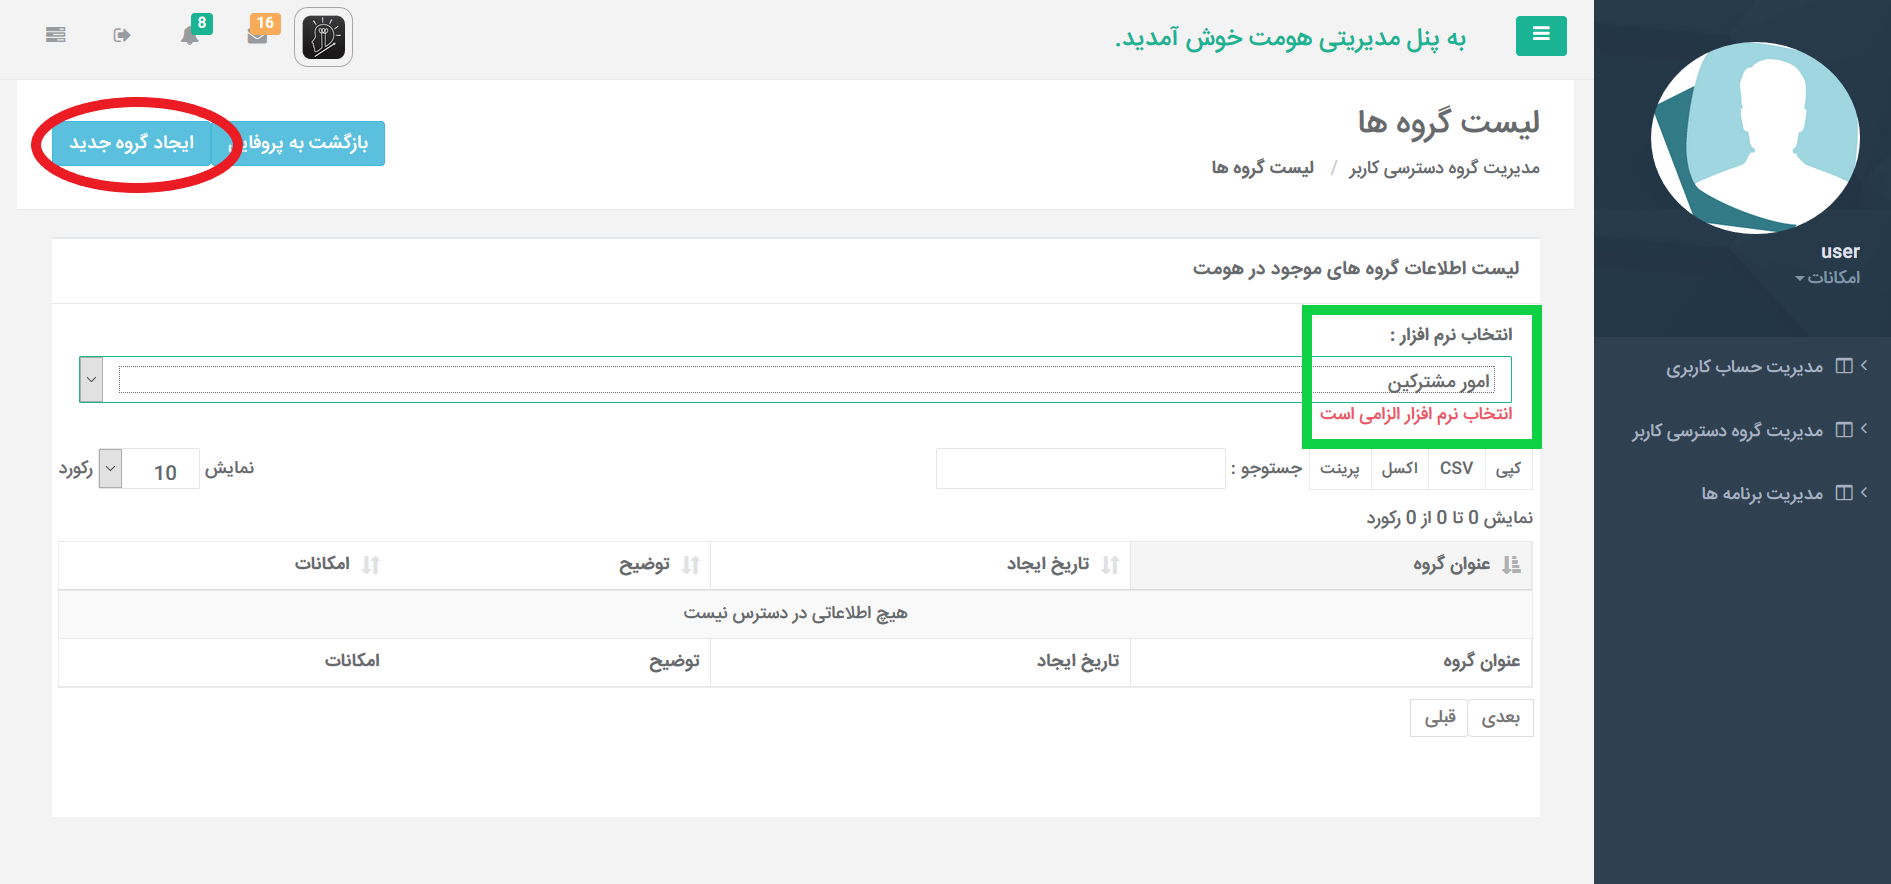 به پنل مدیریتی هومت خوش آمدید.
16
8
user
امکانات
مدیریت حساب کاربری
مدیریت گروه دسترسی کاربر
مدیریت برنامه ها
لیست گروه ها
مدیریت گروه دسترسی کاربر / لیست گروه ها
بازگشت به پروفایل
ایجاد گروه جدید
لیست اطلاعات گروه های موجود در هومت
انتخاب نرم افزار :
امور مشترکین
انتخاب نرم افزار الزامی است
کپی CSV اکسل پرینت جستوجو : نمایش 10 رکورد
نمایش 0 تا 0 از 0 رکورد
عنوان گروه تاریخ ایجاد توضیح امکانات
هیچ اطلاعاتی در دسترس نیست
عنوان گروه تاریخ ایجاد توضیح امکانات
بعدی قبلی